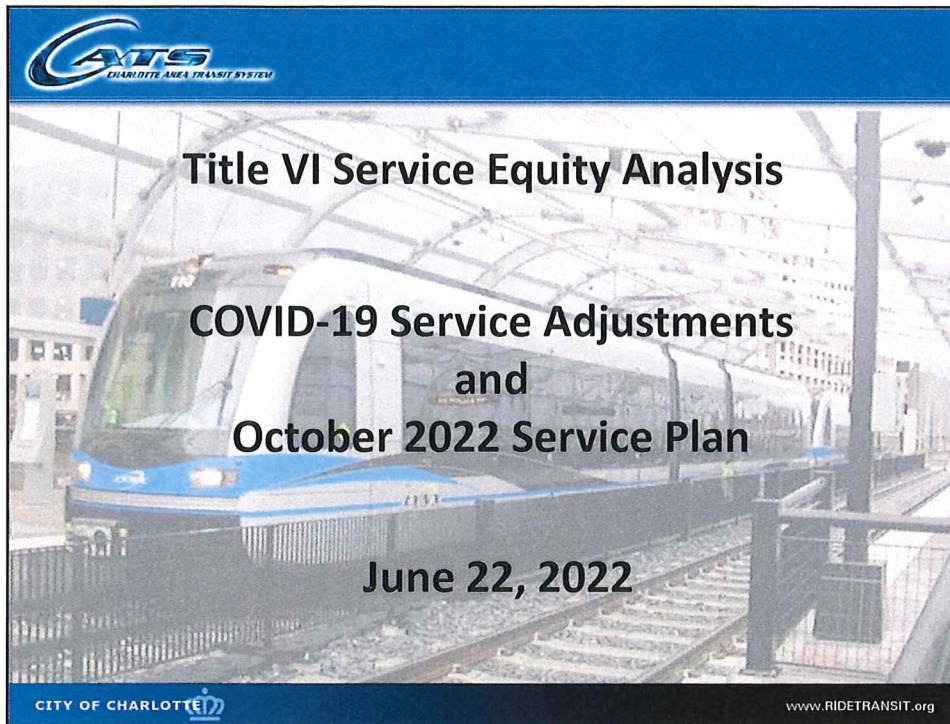 CATS
CHARLOTTE AREA TRANSIT SYSTEM
Title VI Service Equity Analysis
COVID-19 Service Adjustments
and
October 2022 Service Plan
June 22, 2022
CITY OF CHARLOTTE
www.RIDETRANSIT.org